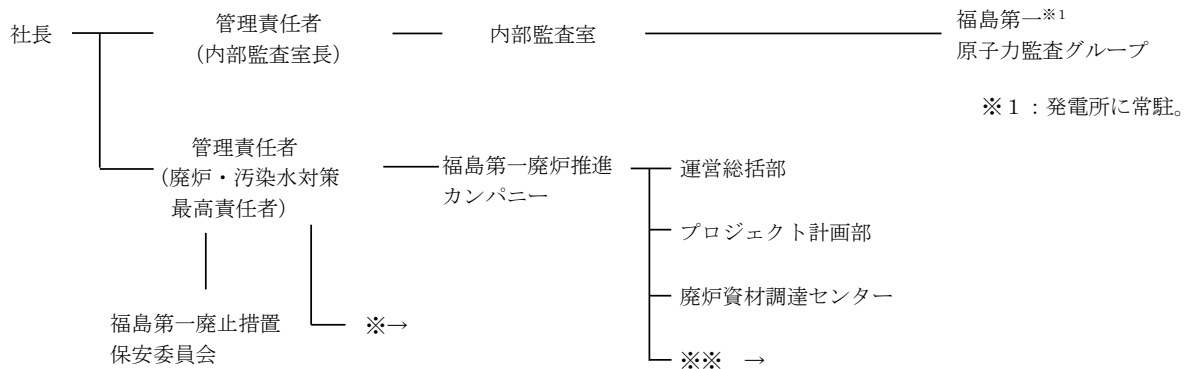 社長
管理責任者
(内部監査室長)
内部監査室
福島第一※1
原子力監査グループ
※1:発電所に常駐。
管理責任者
(廃炉・汚染水対策
最高責任者)
福島第一廃炉推進
カンパニー
運営総括部
プロジェクト計画部
廃炉資材調達センター
※※ →
福島第一廃止措置
保安委員会
※→